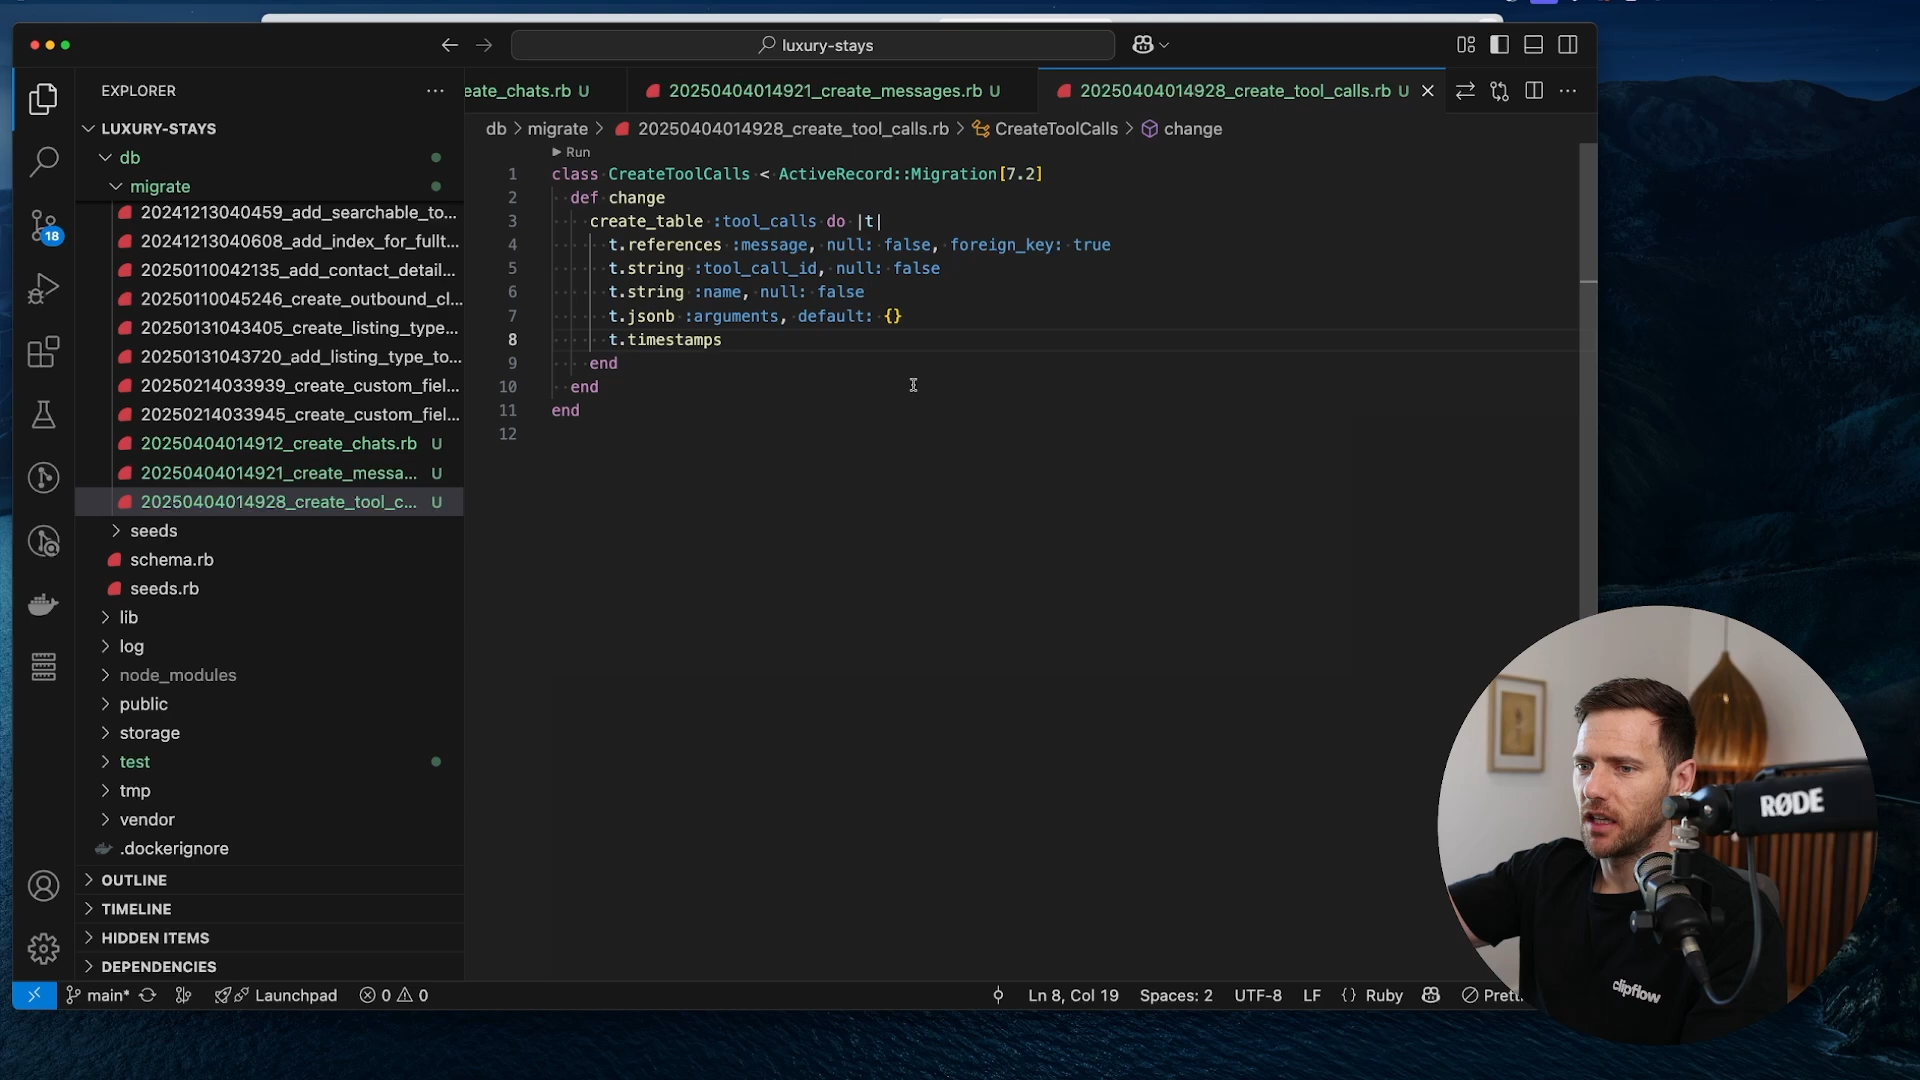 luxury-stays
EXPLORER
eate_chats.rb U
20250404014921_create_messages.rb U
20250404014928_create_tool_calls.rb U
LUXURY-STAYS
db > migrate > 20250404014928_create_tool_calls.rb > CreateToolCalls > change
db
migrate
20241213040459_add_searchable_to...
20241213040608_add_index_for_fullt...
20250110042135_add_contact_detail...
20250110045246_create_outbound_cl...
20250131043405_create_listing_type...
20250131043720_add_listing_type_to...
20250214033939_create_custom_fiel...
20250214033945_create_custom_fiel...
20250404014912_create_chats.rb U
20250404014921_create_messa... U
20250404014928_create_tool_c... U
seeds
schema.rb
seeds.rb
lib
log
node_modules
public
storage
test
tmp
vendor
.dockerignore
OUTLINE
TIMELINE
HIDDEN ITEMS
DEPENDENCIES
18
Run
1 class CreateToolCalls < ActiveRecord::Migration[7.2]
2 def change
3 create_table :tool_calls do |t|
4 t.references :message, null: false, foreign_key: true
5 t.string :tool_call_id, null: false
6 t.string :name, null: false
7 t.jsonb :arguments, default: {}
8 t.timestamps
9 end
10 end
11 end
12
RØDE
clipflow
main* Launchpad 0 0 Ln 8, Col 19 Spaces: 2 UTF-8 LF {} Ruby Prett